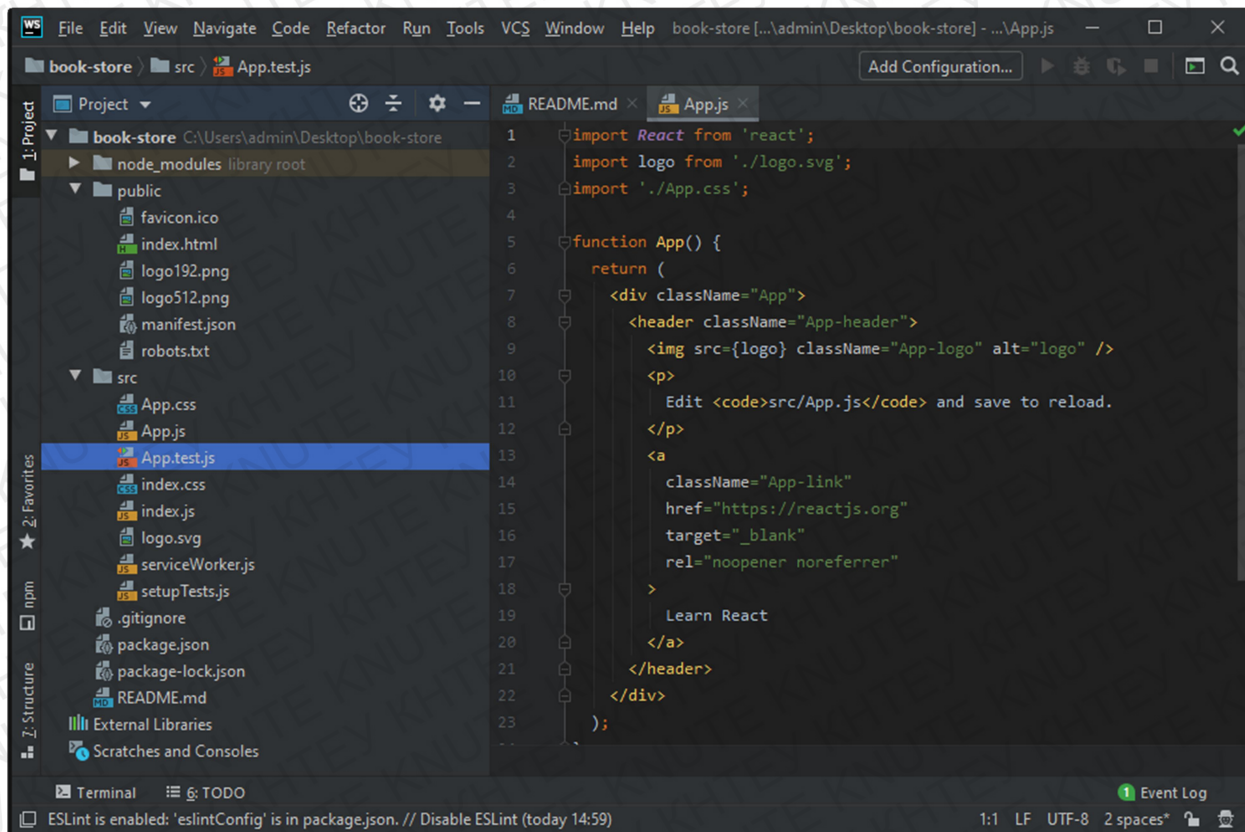 WS File Edit View Navigate Code Refactor Run Tools VCS Window Help book-store [...\admin\Desktop\book-store] - ...\App.js
book-store src App.test.js Add Configuration...
1: Project
2: Favorites
npm
7: Structure
Project
book-store C:\Users\admin\Desktop\book-store
node_modules library root
public
favicon.ico
index.html
logo192.png
logo512.png
manifest.json
robots.txt
src
App.css
App.js
App.test.js
index.css
index.js
logo.svg
serviceWorker.js
setupTests.js
.gitignore
package.json
package-lock.json
README.md
External Libraries
Scratches and Consoles
README.md App.js
1 import React from 'react';
2 import logo from './logo.svg';
3 import './App.css';
4
5 function App() {
6 return (
7 <div className="App">
8 <header className="App-header">
9 <img src={logo} className="App-logo" alt="logo" />
10 <p>
11 Edit <code>src/App.js</code> and save to reload.
12 </p>
13 <a
14 className="App-link"
15 href="https://reactjs.org"
16 target="_blank"
17 rel="noopener noreferrer"
18 >
19 Learn React
20 </a>
21 </header>
22 </div>
23 );
Terminal 6: TODO 1 Event Log
ESLint is enabled: 'eslintConfig' is in package.json. // Disable ESLint (today 14:59) 1:1 LF UTF-8 2 spaces*